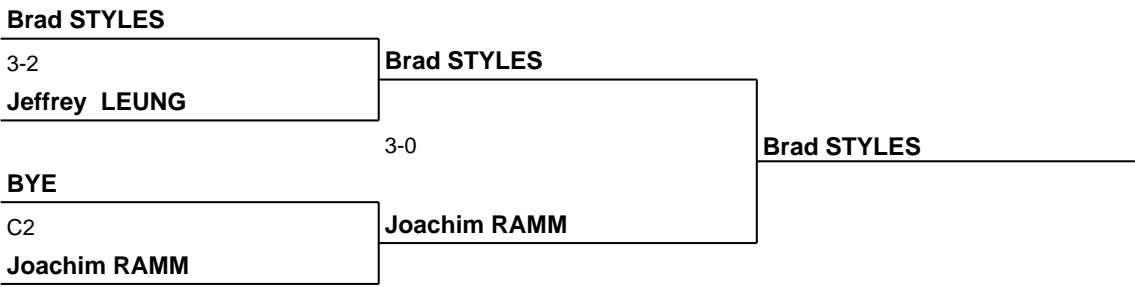 Brad STYLES
3-2
Brad STYLES
Jeffrey LEUNG
3-0
Brad STYLES
BYE
C2
Joachim RAMM
Joachim RAMM